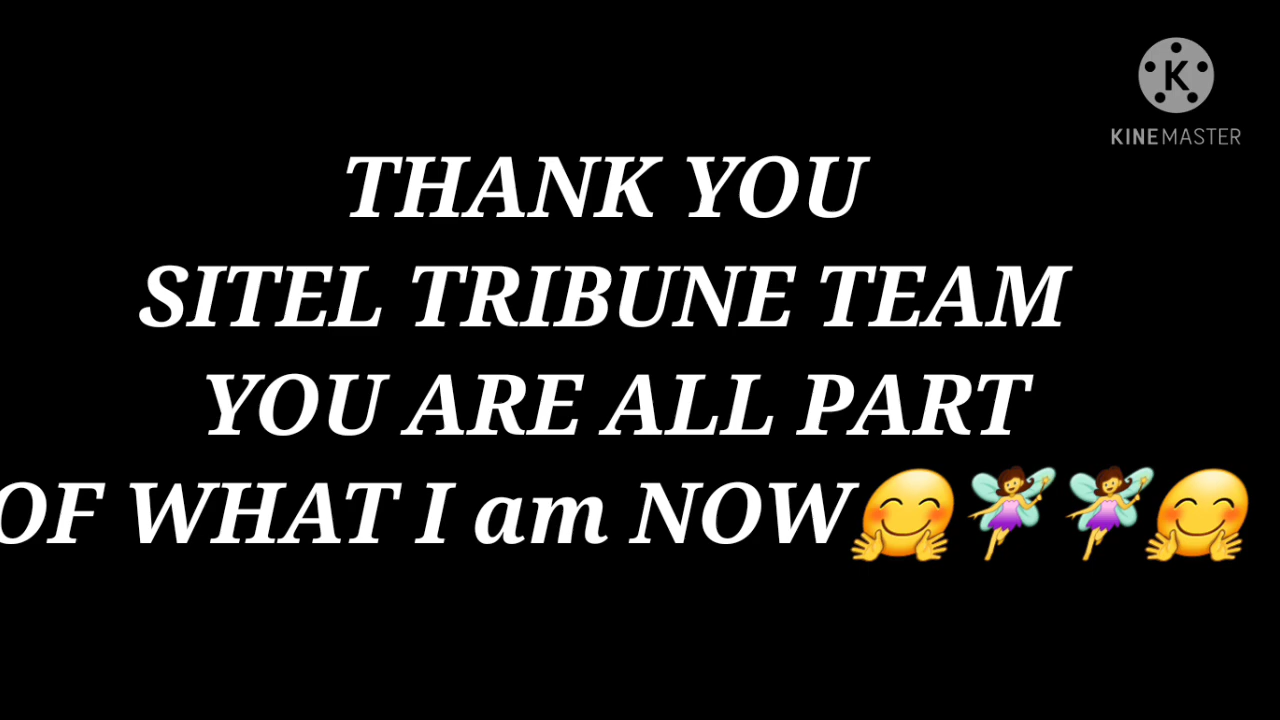 K
KINEMASTER
THANK YOU
SITEL TRIBUNE TEAM
YOU ARE ALL PART
OF WHAT I am NOW🤗🧚‍♀️🧚‍♀️🤗